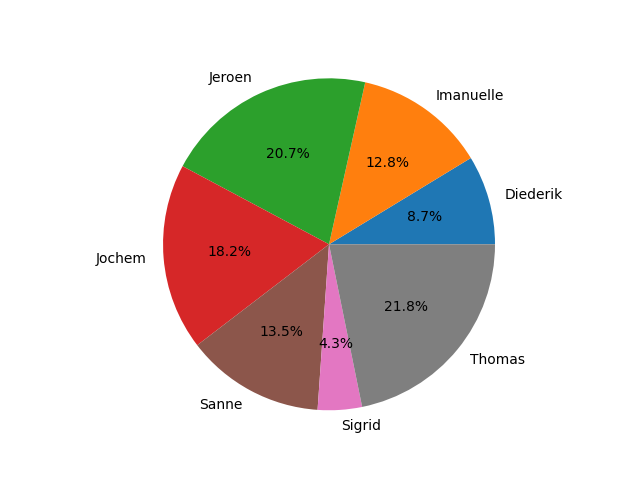 Jeroen
Imanuelle
20.7%
12.8%
Diederik
8.7%
Jochem
18.2%
21.8%
13.5%
4.3%
Thomas
Sanne
Sigrid